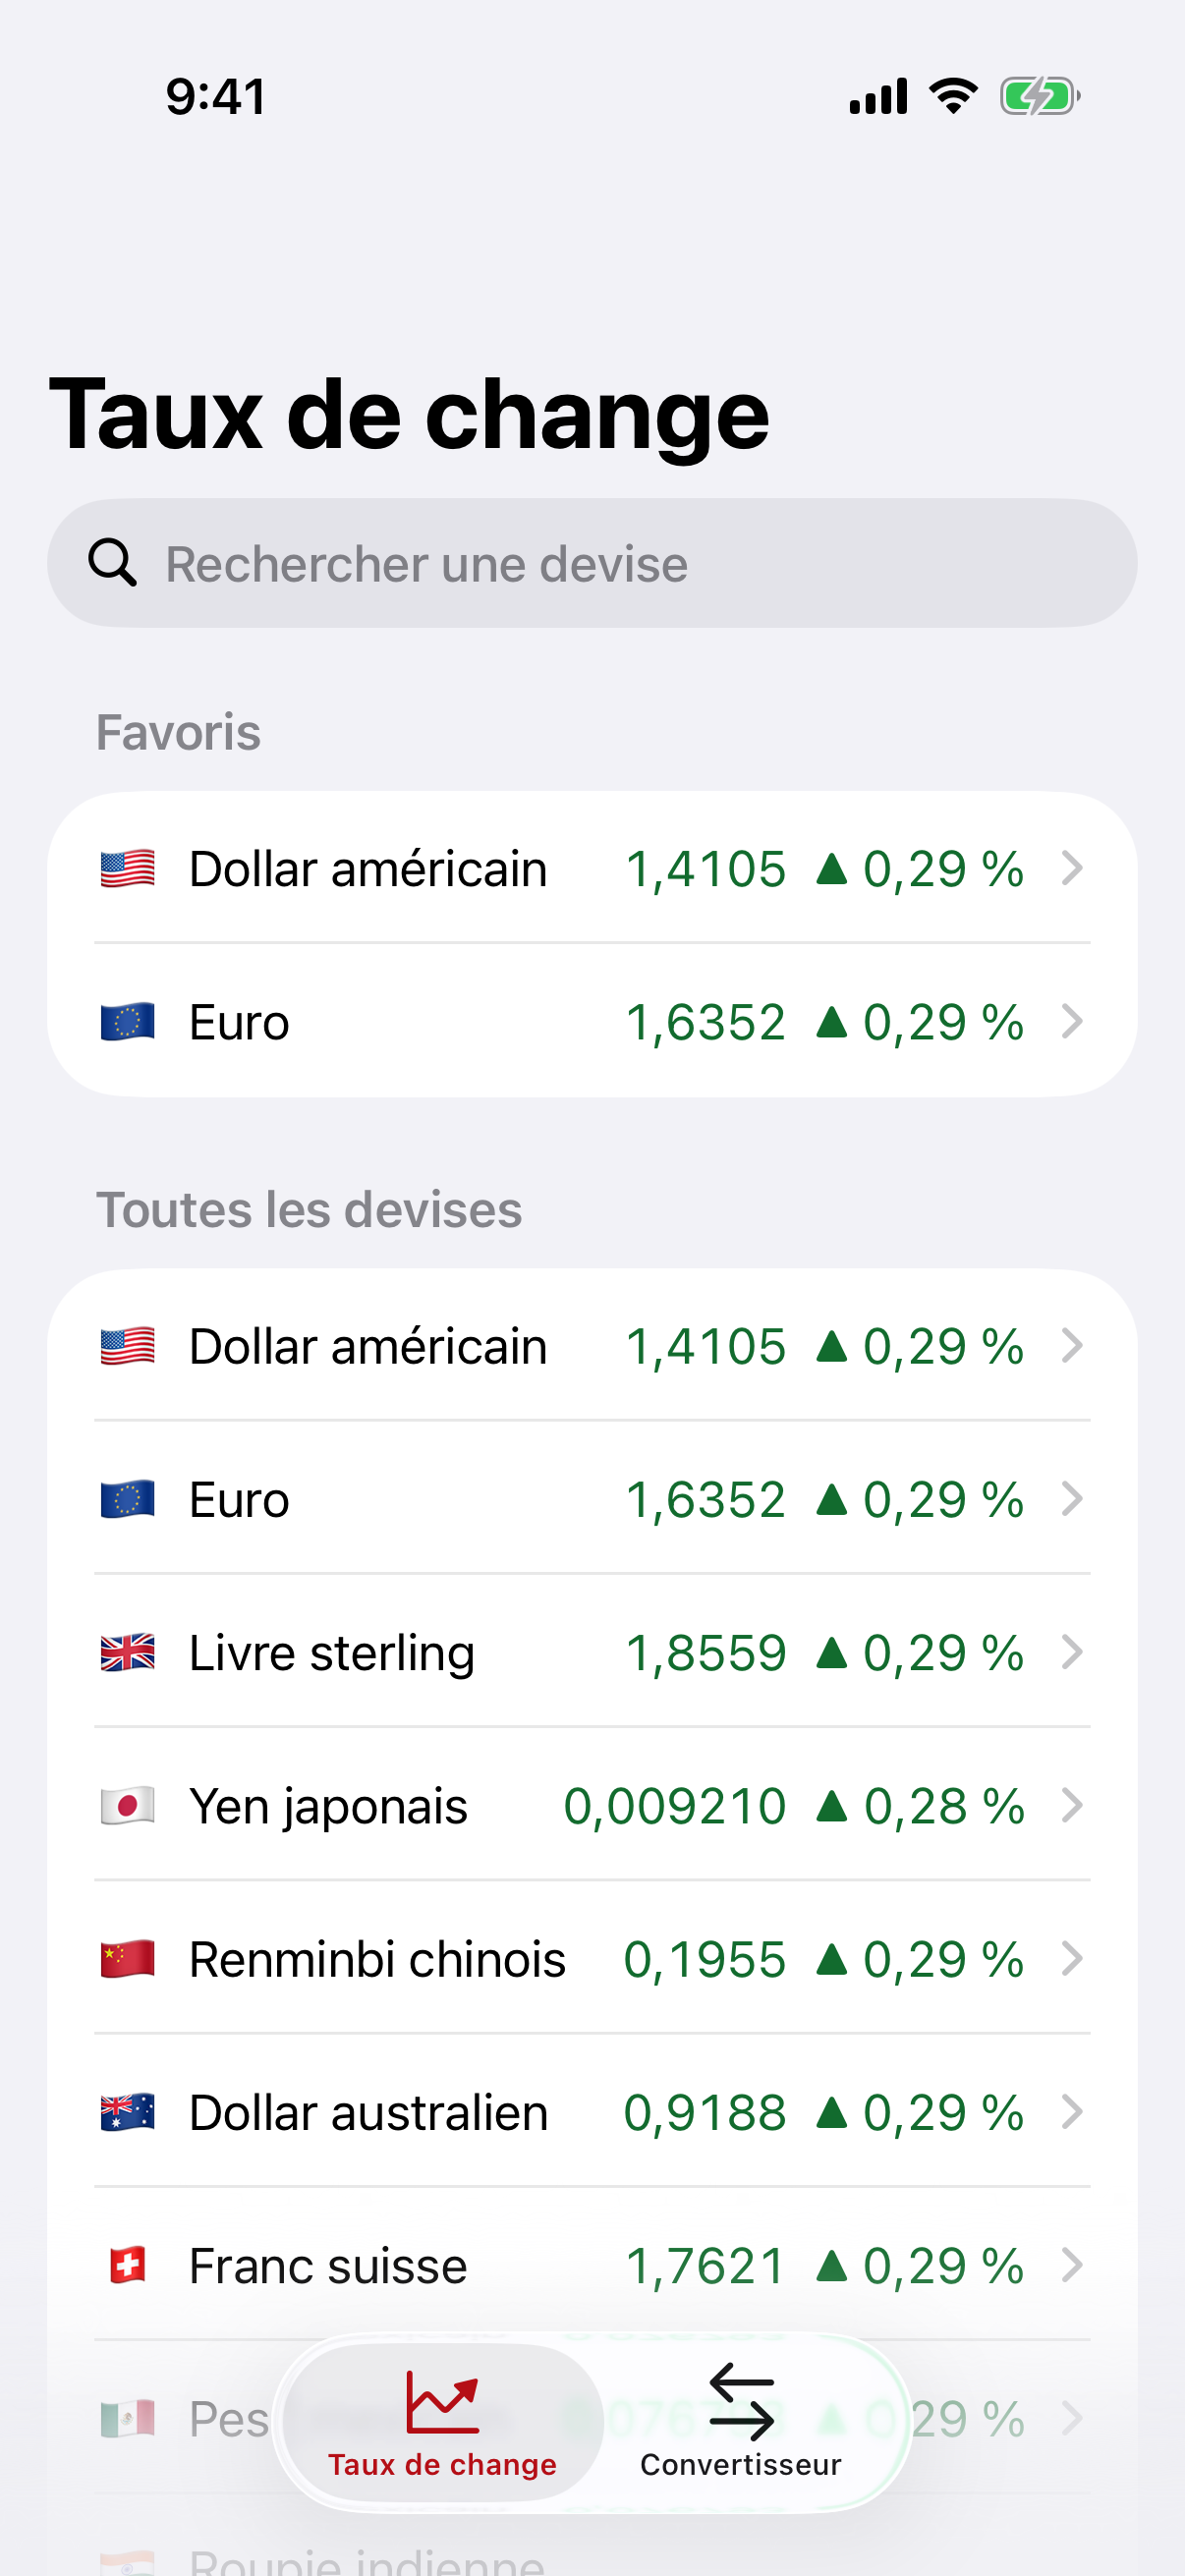 9:41
Taux de change
Rechercher une devise
Favoris
Dollar américain 1,4105 ▲ 0,29 %
Euro 1,6352 ▲ 0,29 %
Toutes les devises
Dollar américain 1,4105 ▲ 0,29 %
Euro 1,6352 ▲ 0,29 %
Livre sterling 1,8559 ▲ 0,29 %
Yen japonais 0,009210 ▲ 0,28 %
Renminbi chinois 0,1955 ▲ 0,29 %
Dollar australien 0,9188 ▲ 0,29 %
Franc suisse 1,7621 ▲ 0,29 %
29 %
Taux de change
Convertisseur
Roupie indienne